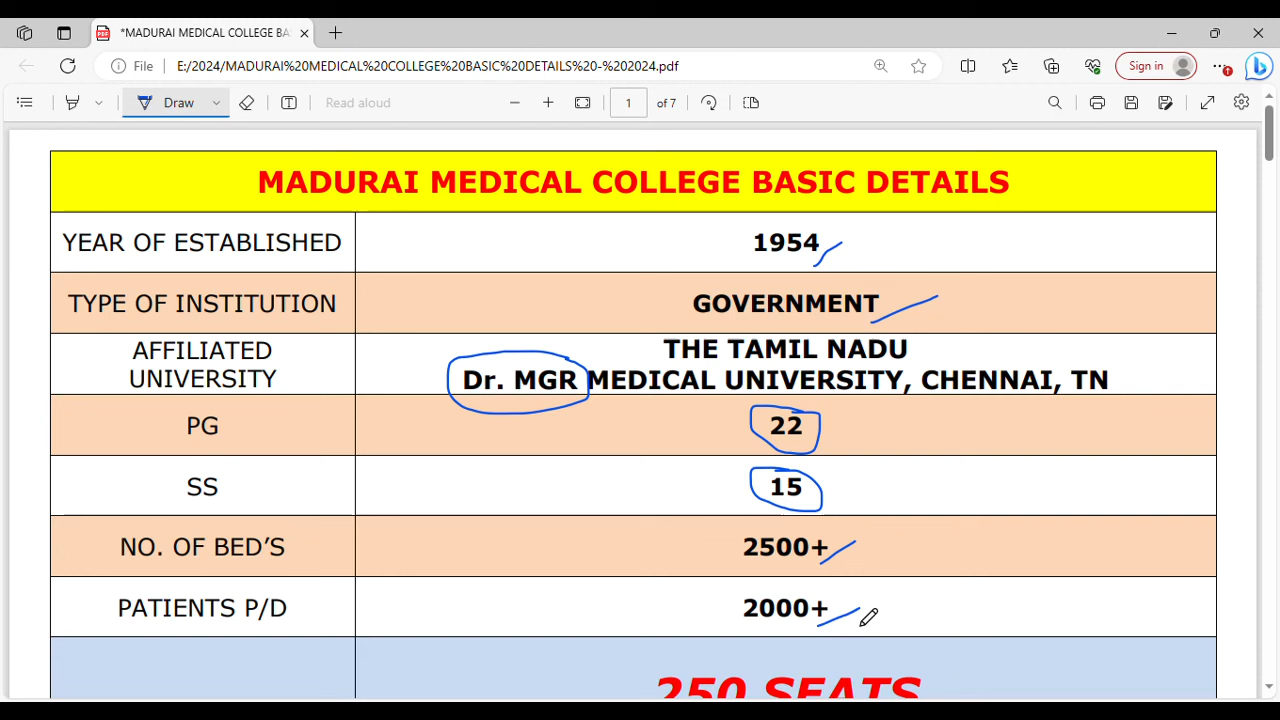 *MADURAI MEDICAL COLLEGE BA
File E:/2024/MADURAI%20MEDICAL%20COLLEGE%20BASIC%20DETAILS%20-%202024.pdf Sign in
Draw Read aloud 1 of 7
MADURAI MEDICAL COLLEGE BASIC DETAILS
YEAR OF ESTABLISHED 1954
TYPE OF INSTITUTION GOVERNMENT
AFFILIATED UNIVERSITY THE TAMIL NADU
Dr. MGR MEDICAL UNIVERSITY, CHENNAI, TN
PG 22
SS 15
NO. OF BED’S 2500+
PATIENTS P/D 2000+
250 SEATS